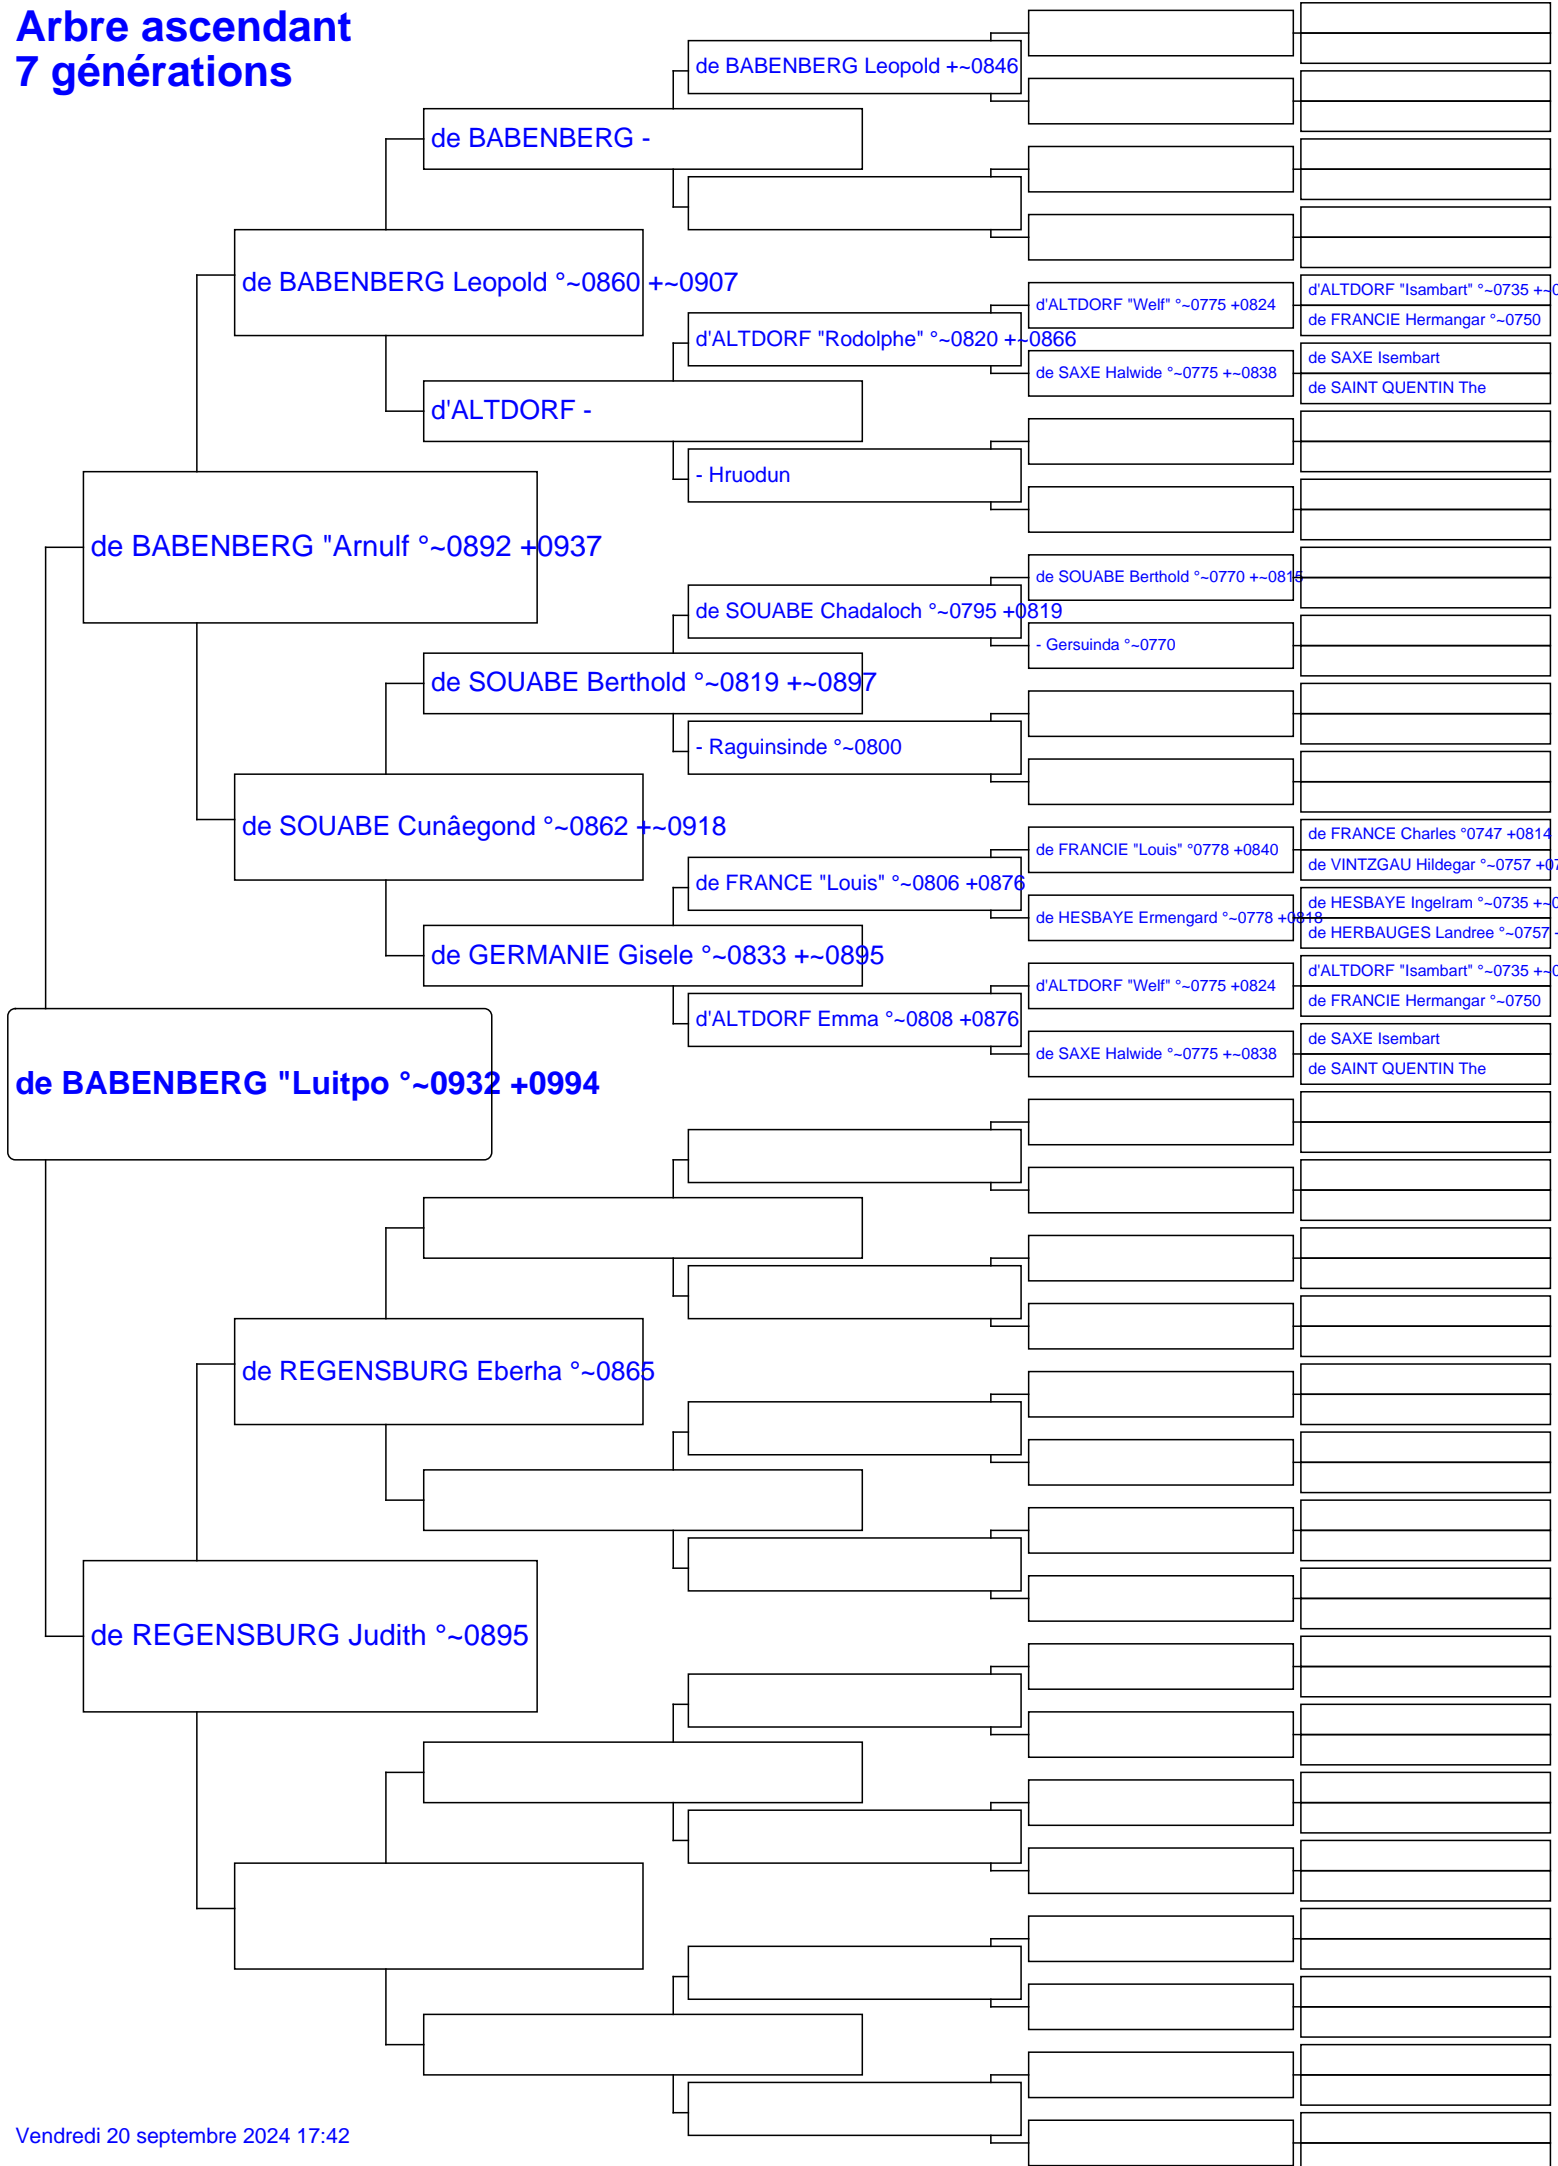 Arbre ascendant
7 générations
de BABENBERG Leopold +~0846
de BABENBERG -
de BABENBERG Leopold °~0860 +~0907
d'ALTDORF "Isambart" °~0735 +~0
d'ALTDORF "Welf" °~0775 +0824
de FRANCIE Hermangar °~0750
d'ALTDORF "Rodolphe" °~0820 +~0866
de SAXE Isembart
de SAXE Halwide °~0775 +~0838
de SAINT QUENTIN The
d'ALTDORF -
- Hruodun
de BABENBERG "Arnulf °~0892 +0937
de SOUABE Berthold °~0770 +~0815
de SOUABE Chadaloch °~0795 +0819
- Gersuinda °~0770
de SOUABE Berthold °~0819 +~0897
- Raguinsinde °~0800
de SOUABE Cunâegond °~0862 +~0918
de FRANCE Charles °0747 +0814
de FRANCIE "Louis" °0778 +0840
de VINTZGAU Hildegar °~0757 +07
de FRANCE "Louis" °~0806 +0876
de HESBAYE Ingelram °~0735 +~0
de HESBAYE Ermengard °~0778 +0818
de HERBAUGES Landree °~0757 +
de GERMANIE Gisele °~0833 +~0895
d'ALTDORF "Isambart" °~0735 +~0
d'ALTDORF "Welf" °~0775 +0824
de FRANCIE Hermangar °~0750
d'ALTDORF Emma °~0808 +0876
de SAXE Isembart
de SAXE Halwide °~0775 +~0838
de SAINT QUENTIN The
de BABENBERG "Luitpo °~0932 +0994
de REGENSBURG Eberha °~0865
de REGENSBURG Judith °~0895
Vendredi 20 septembre 2024 17:42